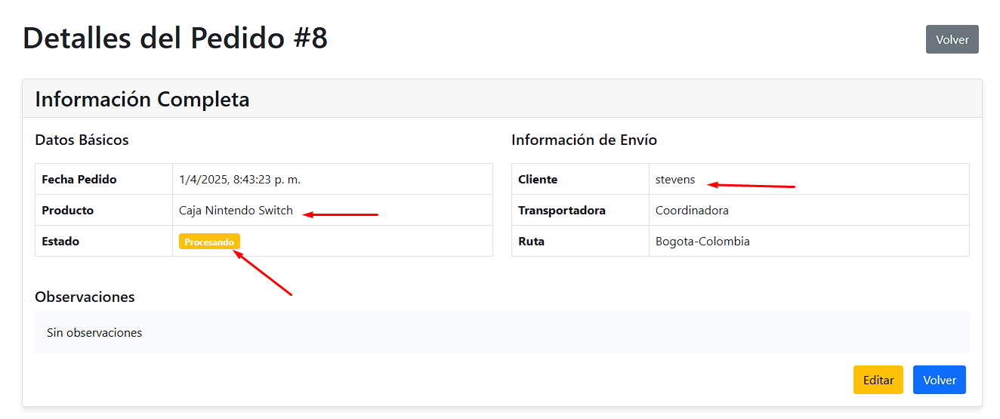 Detalles del Pedido #8
Volver
Información Completa
Datos Básicos
Fecha Pedido 1/4/2025, 8:43:23 p. m.
Producto Caja Nintendo Switch
Estado Procesando
Información de Envío
Cliente stevens
Transportadora Coordinadora
Ruta Bogota-Colombia
Observaciones
Sin observaciones
Editar Volver